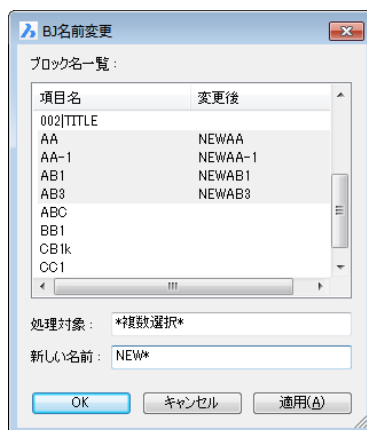 BJ名前変更
ブロック名一覧：
項目名 変更後
002|TITLE
AA NEWAA
AA-1 NEWAA-1
AB1 NEWAB1
AB3 NEWAB3
ABC
BB1
CB1k
CC1
処理対象： *複数選択*
新しい名前： NEW*
OK キャンセル 適用(A)